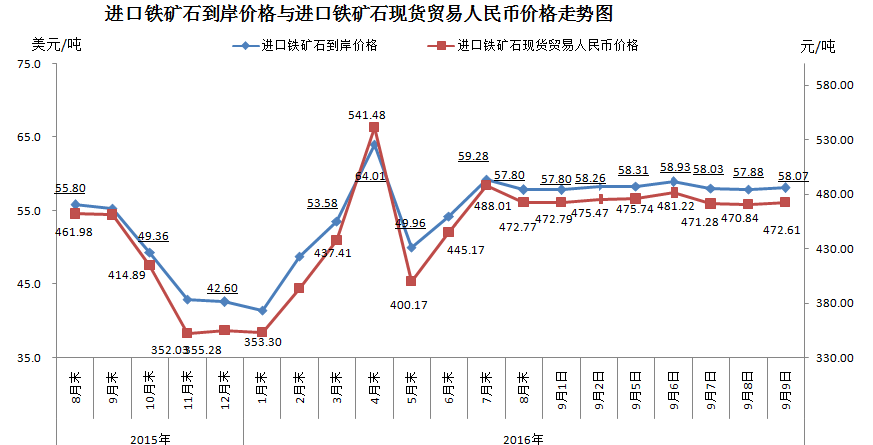 进口铁矿石到岸价格与进口铁矿石现货贸易人民币价格走势图
美元/吨
进口铁矿石到岸价格
进口铁矿石现货贸易人民币价格
元/吨
75.0
65.0
55.0
45.0
35.0
580.00
530.00
480.00
430.00
380.00
330.00
55.80
49.36
42.60
53.58
64.01
49.96
59.28
57.80
57.80
58.26
58.31
58.93
58.03
57.88
58.07
461.98
414.89
352.03
355.28
353.30
437.41
541.48
400.17
445.17
488.01
472.77
472.79
475.47
475.74
481.22
471.28
470.84
472.61
8月末
9月末
10月末
11月末
12月末
1月末
2月末
3月末
4月末
5月末
6月末
7月末
8月末
9月1日
9月2日
9月5日
9月6日
9月7日
9月8日
9月9日
2015年
2016年